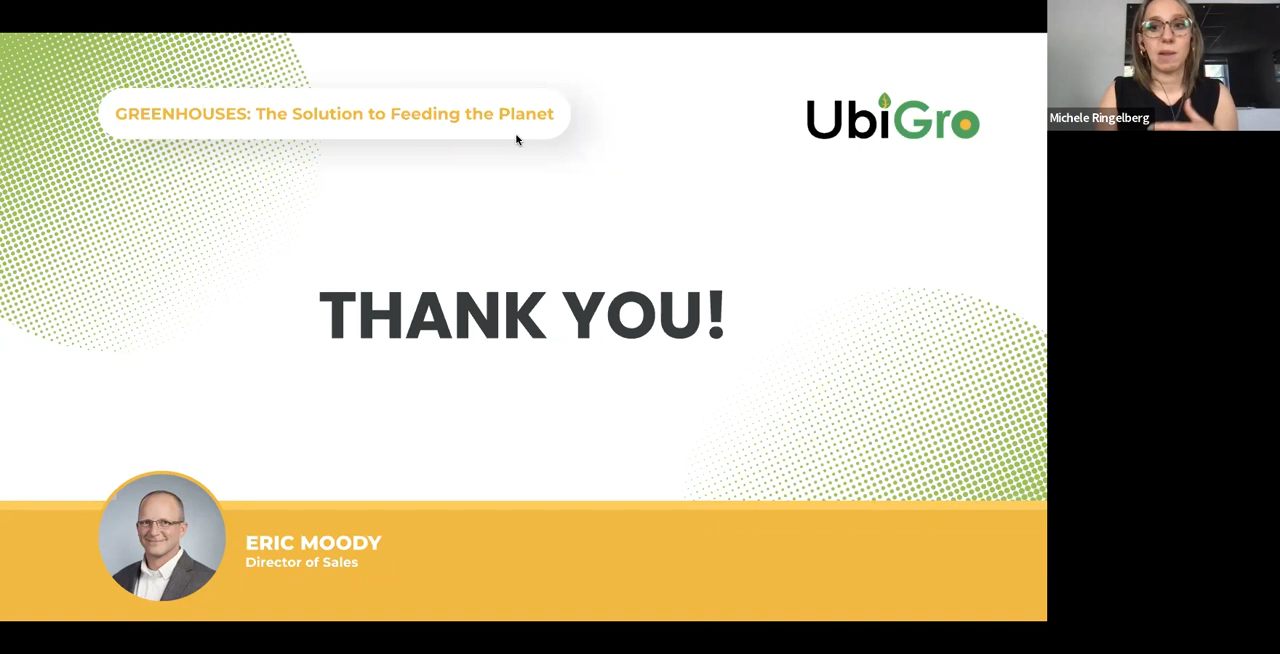 GREENHOUSES: The Solution to Feeding the Planet
UbiGro
Michele Ringelberg
THANK YOU!
ERIC MOODY
Director of Sales